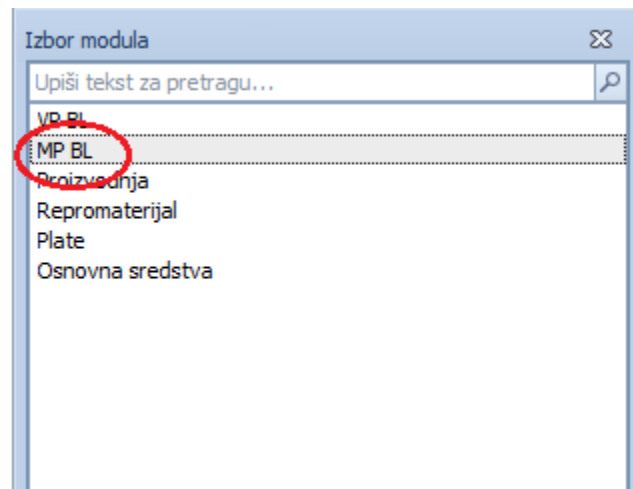 Izbor modula
Upiši tekst za pretragu...
VP BL
MP BL
Proizvodnja
Repromaterijal
Plate
Osnovna sredstva